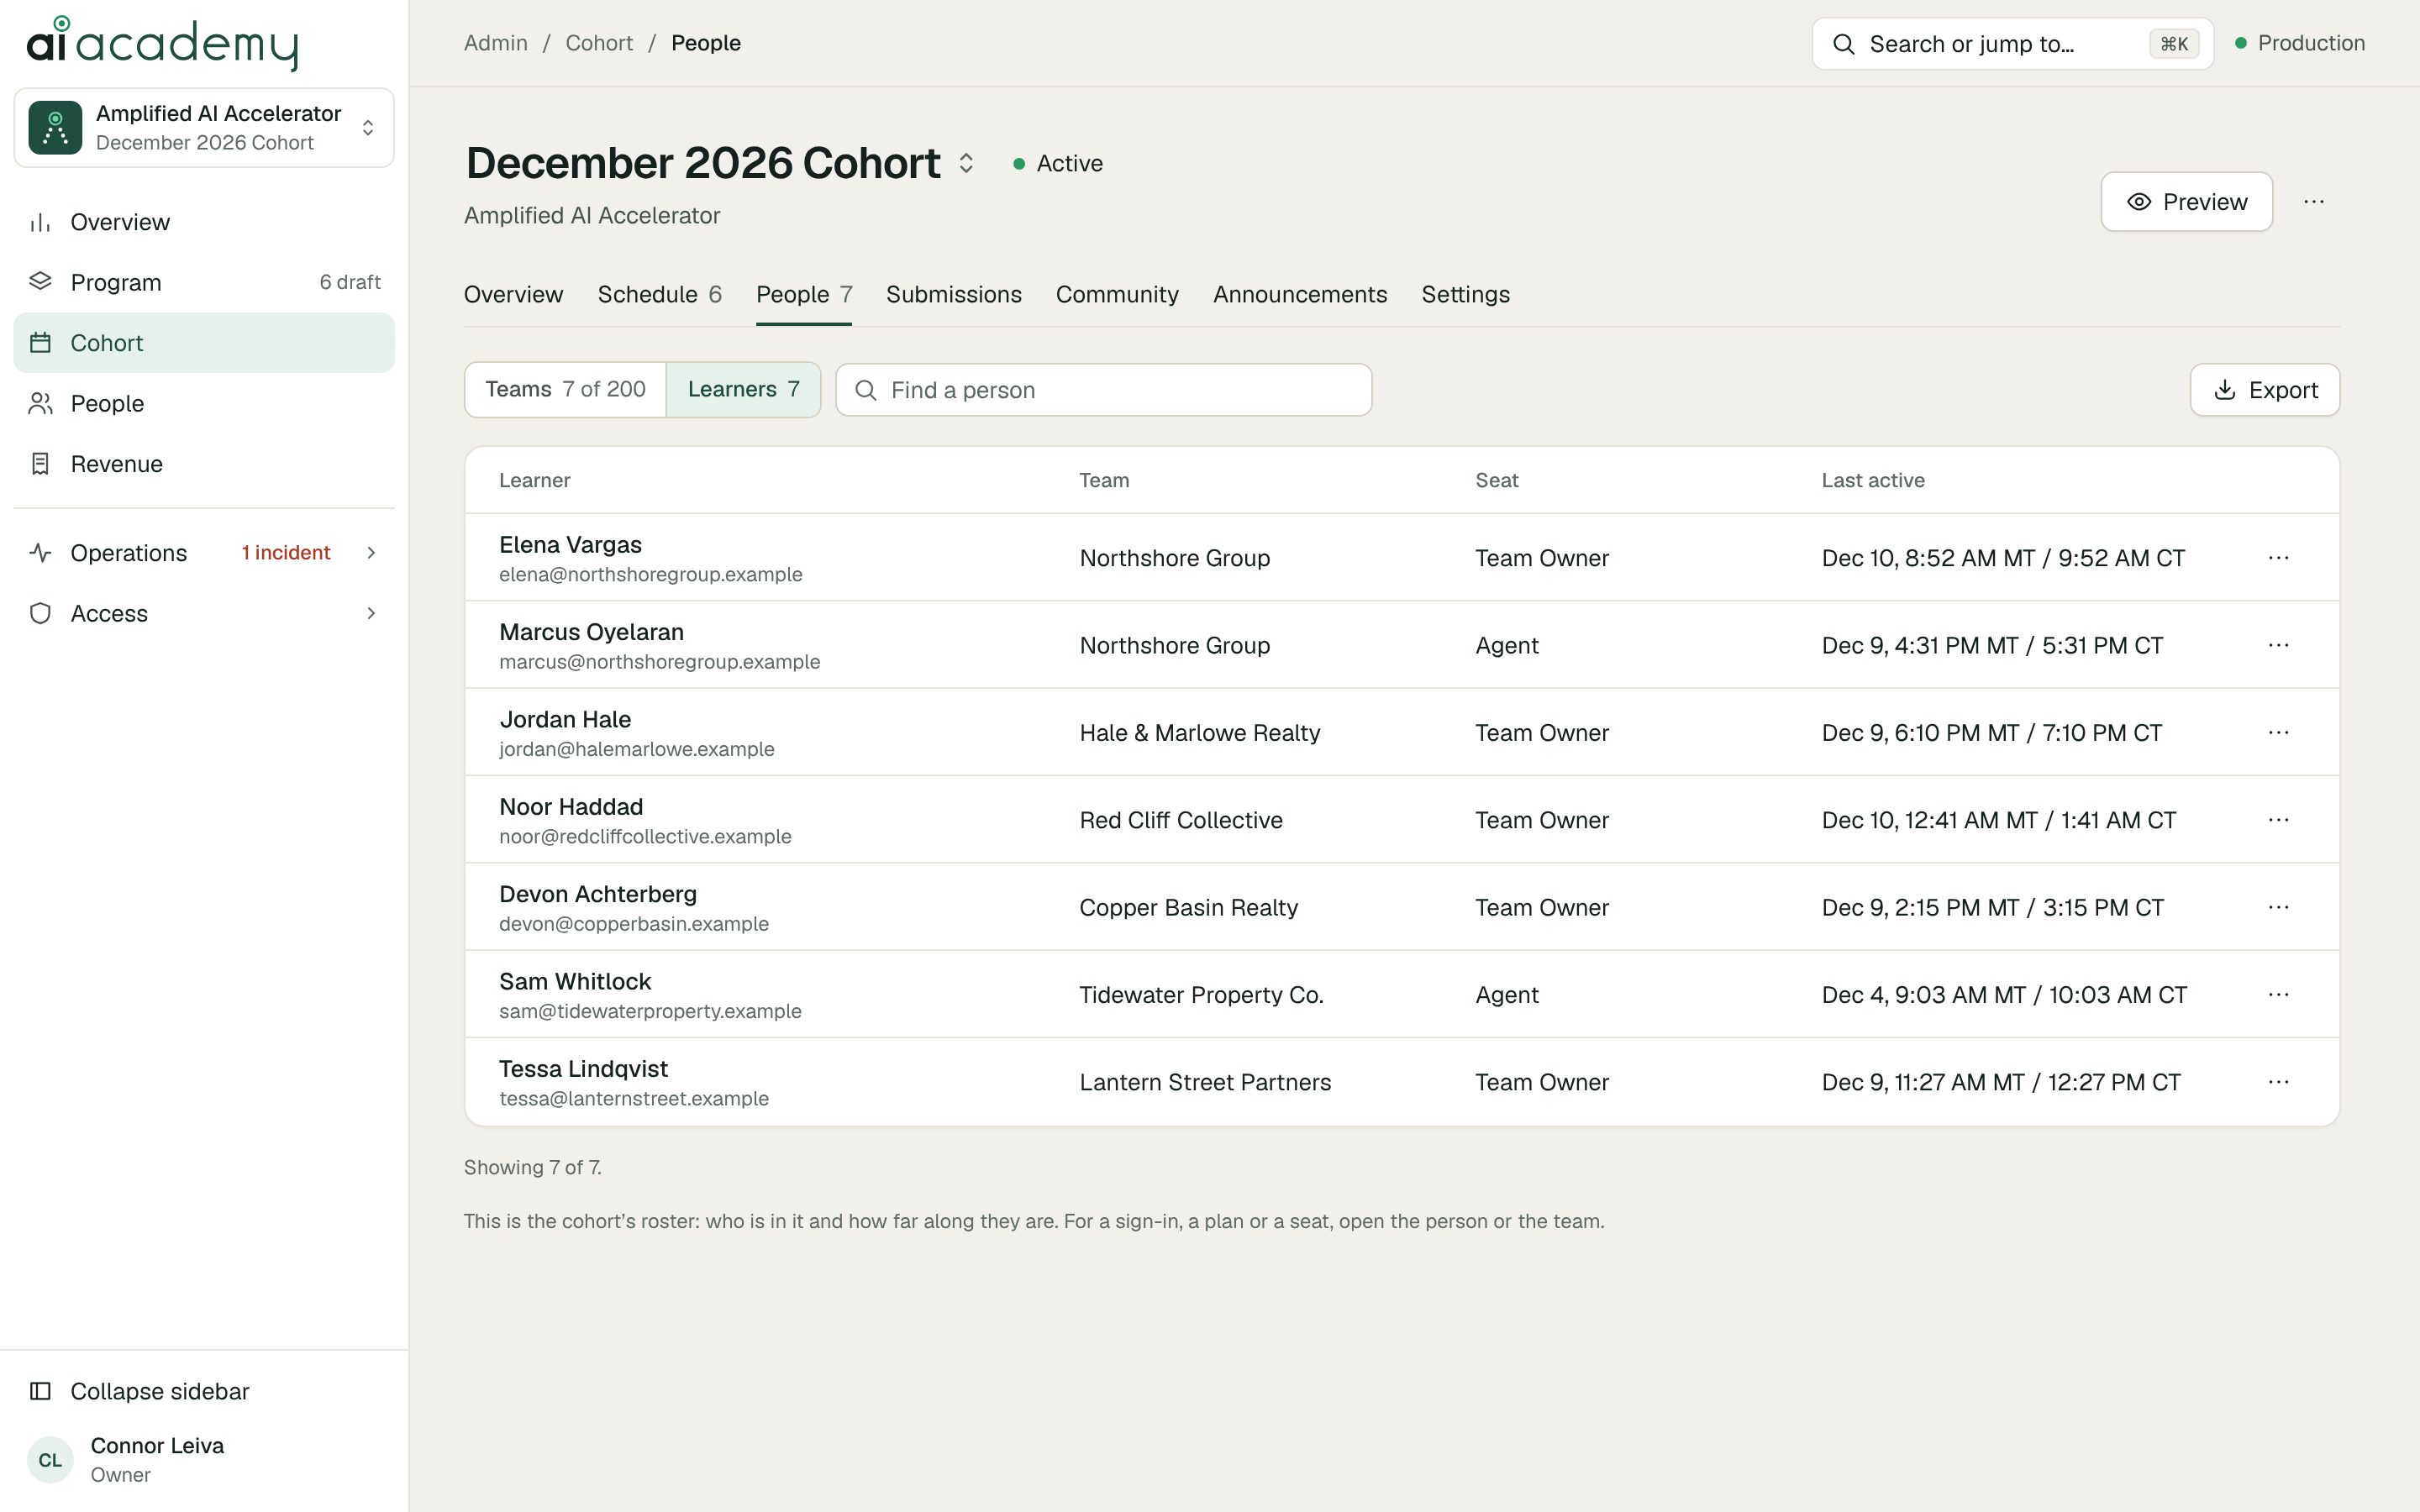 ai academy
Amplified AI Accelerator
December 2026 Cohort
Overview
Program 6 draft
Cohort
People
Revenue
Operations 1 incident
Access
Collapse sidebar
CL
Connor Leiva
Owner
Admin / Cohort / People
Search or jump to... ⌘K
Production
December 2026 Cohort
Active
Amplified AI Accelerator
Preview
Overview Schedule 6 People 7 Submissions Community Announcements Settings
Teams 7 of 200 Learners 7
Find a person
Export
Learner Team Seat Last active
Elena Vargas
elena@northshoregroup.example
Northshore Group Team Owner Dec 10, 8:52 AM MT / 9:52 AM CT
Marcus Oyelaran
marcus@northshoregroup.example
Northshore Group Agent Dec 9, 4:31 PM MT / 5:31 PM CT
Jordan Hale
jordan@halemarlowe.example
Hale & Marlowe Realty Team Owner Dec 9, 6:10 PM MT / 7:10 PM CT
Noor Haddad
noor@redcliffcollective.example
Red Cliff Collective Team Owner Dec 10, 12:41 AM MT / 1:41 AM CT
Devon Achterberg
devon@copperbasin.example
Copper Basin Realty Team Owner Dec 9, 2:15 PM MT / 3:15 PM CT
Sam Whitlock
sam@tidewaterproperty.example
Tidewater Property Co. Agent Dec 4, 9:03 AM MT / 10:03 AM CT
Tessa Lindqvist
tessa@lanternstreet.example
Lantern Street Partners Team Owner Dec 9, 11:27 AM MT / 12:27 PM CT
Showing 7 of 7.
This is the cohort’s roster: who is in it and how far along they are. For a sign-in, a plan or a seat, open the person or the team.